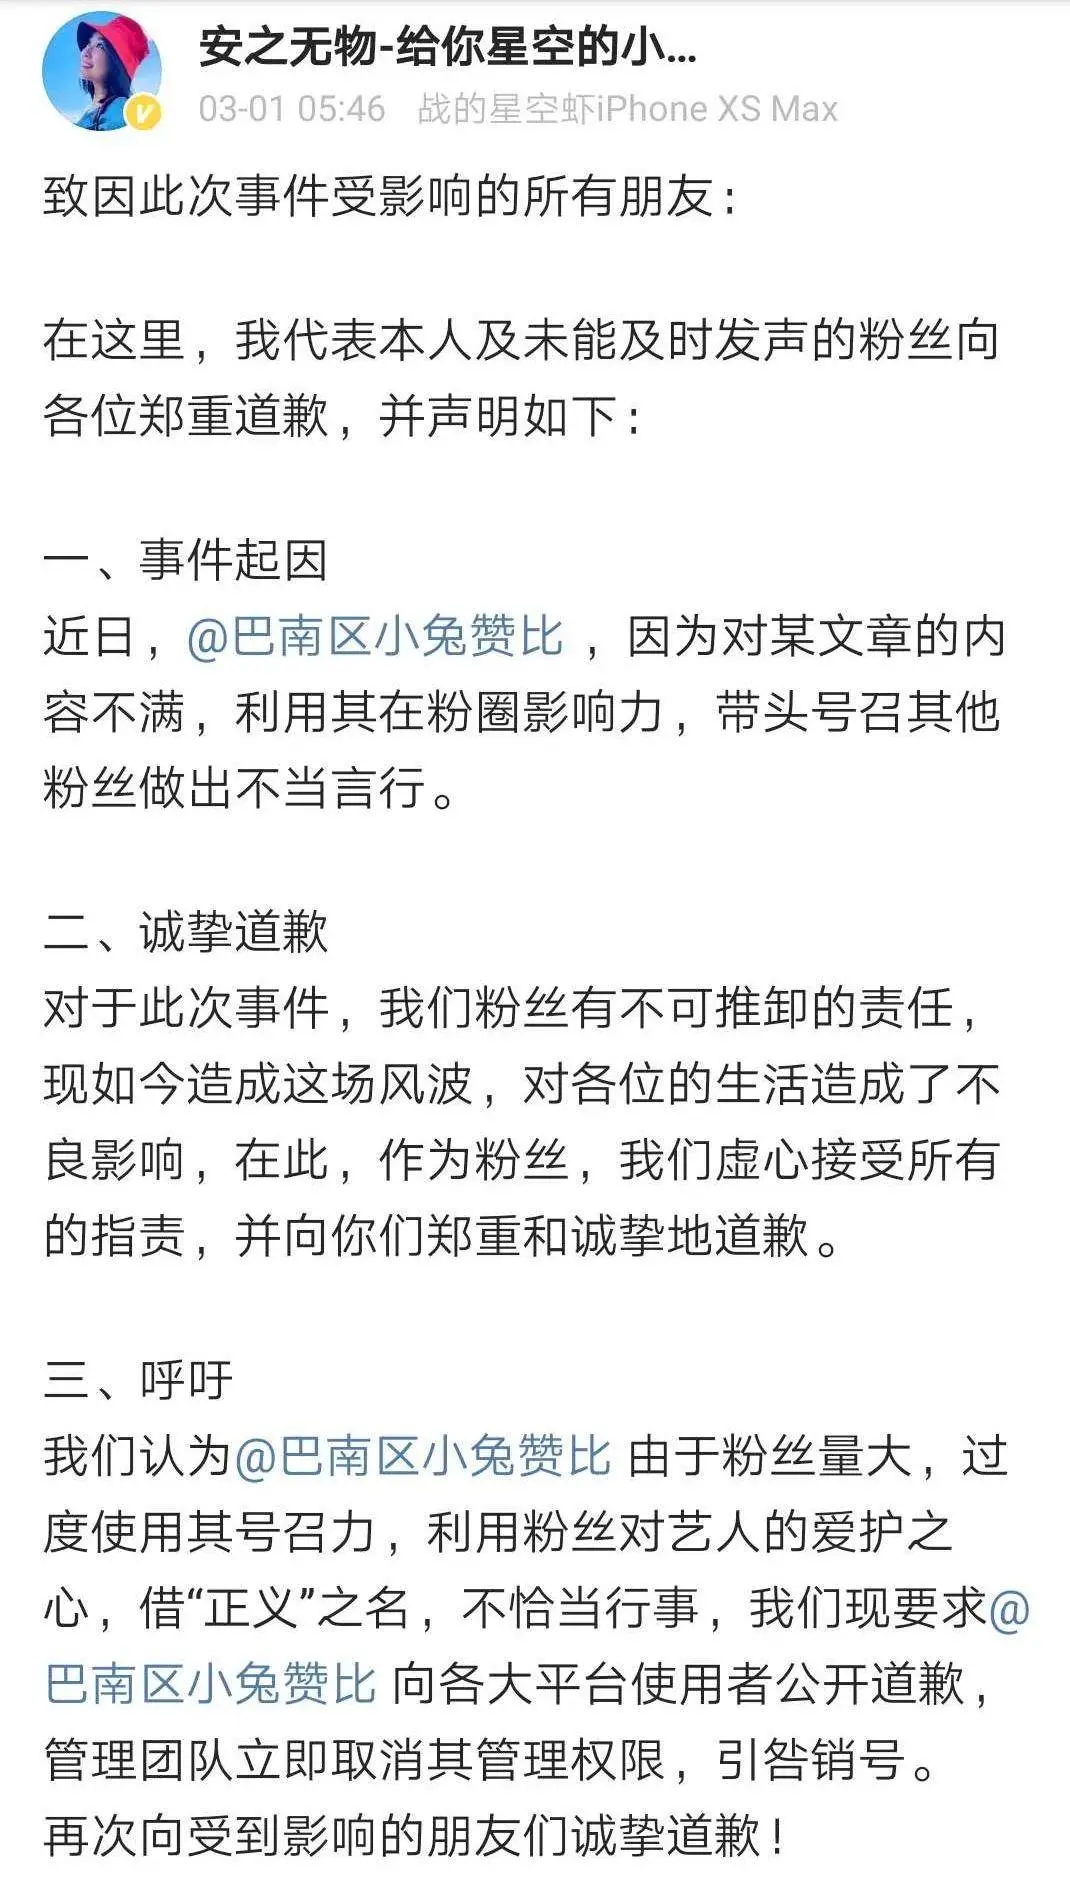 安之无物-给你星空的小...
03-01 05:46 战的星空虾iPhone XS Max
致因此次事件受影响的所有朋友：
在这里，我代表本人及未能及时发声的粉丝向
各位郑重道歉，并声明如下：
一、事件起因
近日，@巴南区小兔赞比 ，因为对某文章的内
容不满，利用其在粉圈影响力，带头号召其他
粉丝做出不当言行。
二、诚挚道歉
对于此次事件，我们粉丝有不可推卸的责任，
现如今造成这场风波，对各位的生活造成了不
良影响，在此，作为粉丝，我们虚心接受所有
的指责，并向你们郑重和诚挚地道歉。
三、呼吁
我们认为@巴南区小兔赞比 由于粉丝量大，过
度使用其号召力，利用粉丝对艺人的爱护之
心，借“正义”之名，不恰当行事，我们现要求@
巴南区小兔赞比 向各大平台使用者公开道歉，
管理团队立即取消其管理权限，引咎销号。
再次向受到影响的朋友们诚挚道歉！